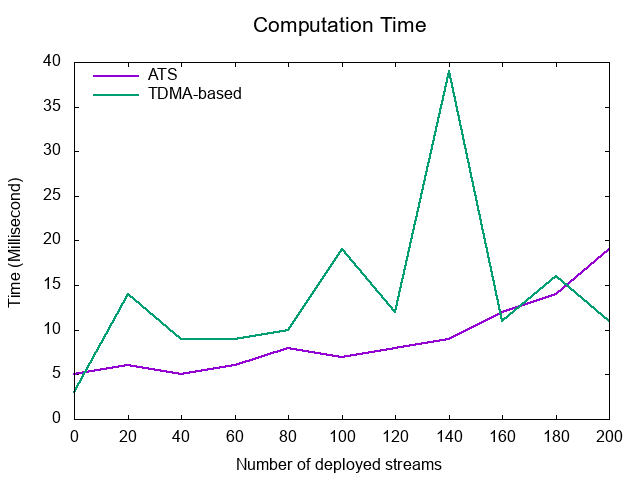 Computation Time
ATS
TDMA-based
40
35
30
25
20
15
10
5
0
Time (Millisecond)
0 20 40 60 80 100 120 140 160 180 200
Number of deployed streams